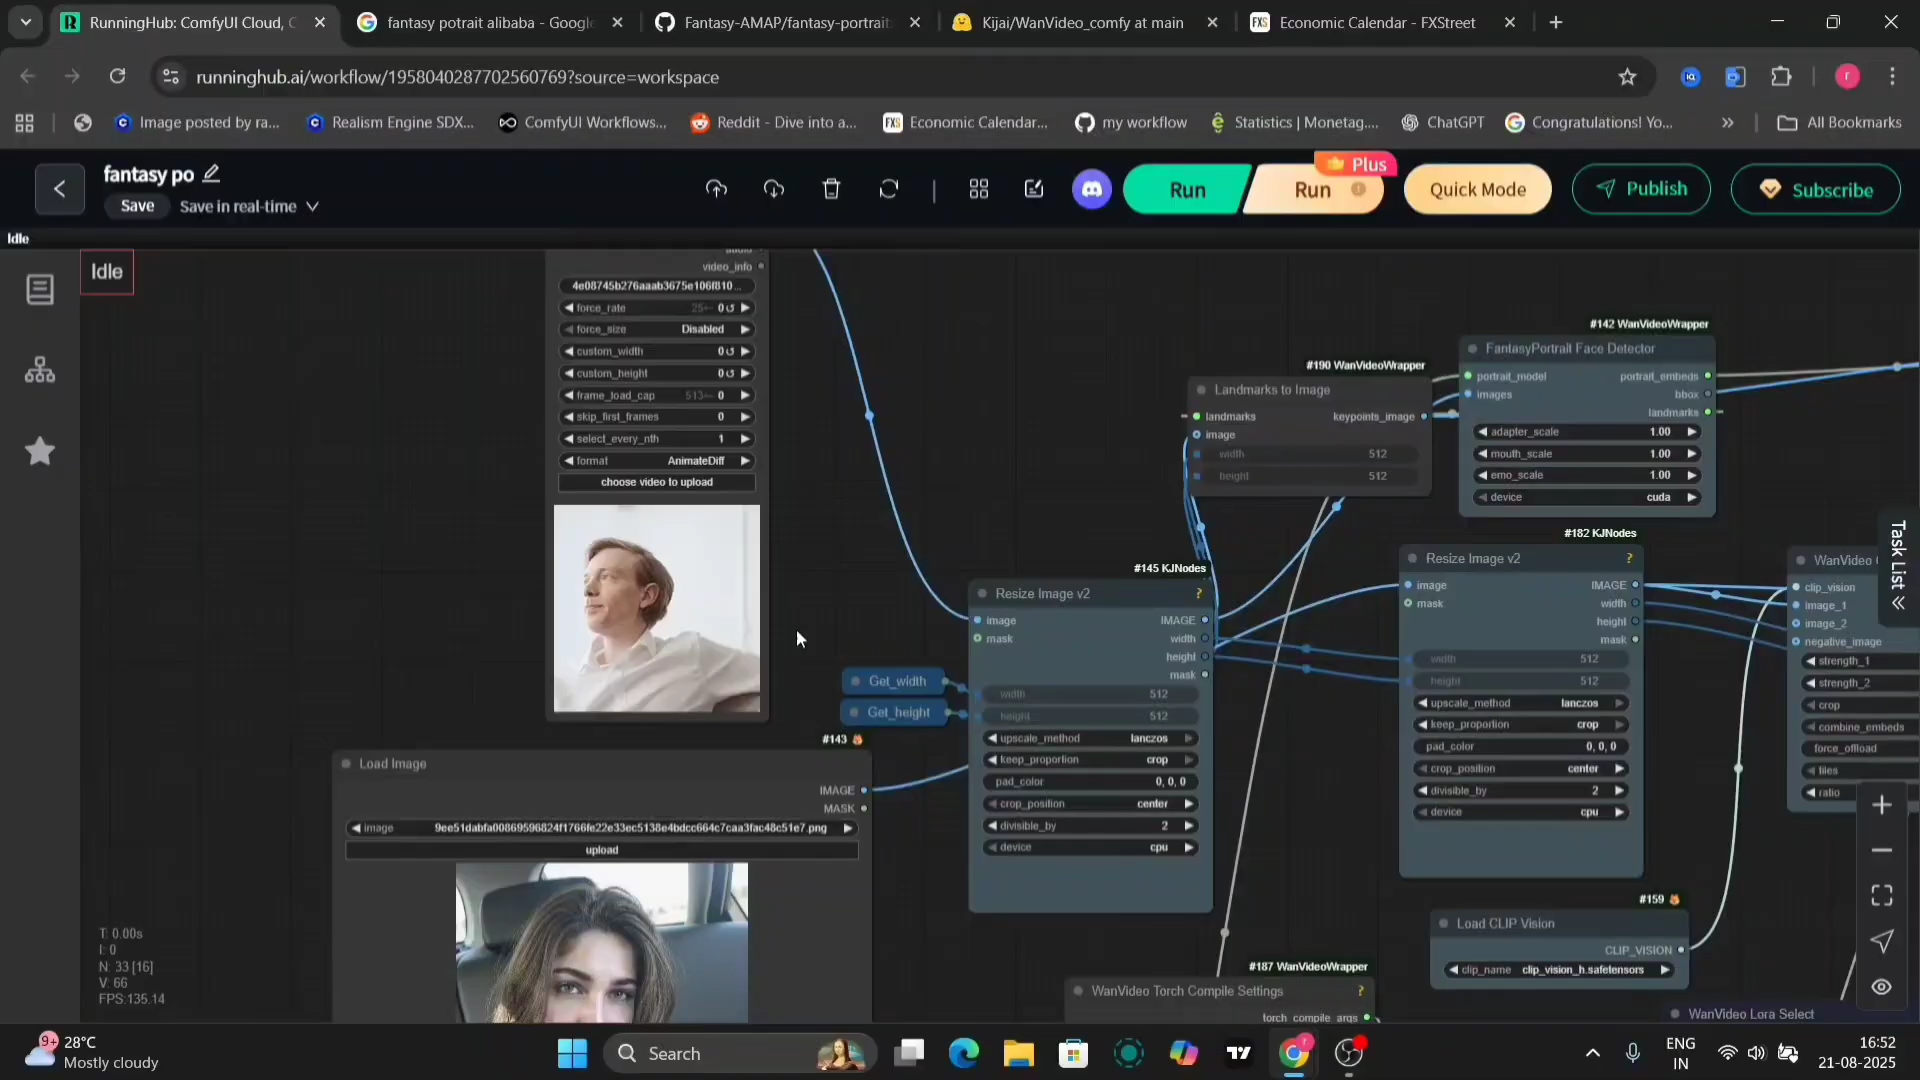 RunningHub: ComfyUI Cloud, C
fantasy potrait alibaba - Google
Fantasy-AMAP/fantasy-portrait
Kijai/WanVideo_comfy at main
FXS
Economic Calendar - FXStreet
runninghub.ai/workflow/1958040287702560769?source=workspace
r
Image posted by ra...
Realism Engine SDX...
ComfyUI Workflows...
Reddit - Dive into a...
FXS
Economic Calendar...
my workflow
Statistics | Monetag....
ChatGPT
Congratulations! Yo...
All Bookmarks
fantasy po
Save
Save in real-time
Run
Run
Plus
Quick Mode
Publish
Subscribe
Idle
Idle
video_info
4e08745b276aaab3675e106f810...
force_rate 25← 0
force_size Disabled
custom_width 0
custom_height 0
frame_load_cap 513← 0
skip_first_frames 0
select_every_nth 1
format AnimateDiff
choose video to upload
#190 WanVideoWrapper
Landmarks to Image
landmarks keypoints_image
image
width 512
height 512
#142 WanVideoWrapper
FantasyPortrait Face Detector
portrait_model portrait_embeds
images bbox
landmarks
adapter_scale 1.00
mouth_scale 1.00
emo_scale 1.00
device cuda
#145 KJNodes
Resize Image v2 ?
image IMAGE
mask width
height
mask
Get_width
Get_height
width 512
height 512
upscale_method lanczos
keep_proportion crop
pad_color 0, 0, 0
crop_position center
divisible_by 2
device cpu
#182 KJNodes
Resize Image v2 ?
image IMAGE
mask width
height
mask
width 512
height 512
upscale_method lanczos
keep_proportion crop
pad_color 0, 0, 0
crop_position center
divisible_by 2
device cpu
WanVideo
clip_vision
image_1
image_2
negative_image
strength_1
strength_2
crop
combine_embeds
force_offload
tiles
ratio
Task List
#143
Load Image
IMAGE
MASK
image 9ee51dabfa00869596824f1766fe22e33ec5138e4bdcc664c7caa3fac48c51e7.png
upload
#159
Load CLIP Vision
CLIP_VISION
clip_name clip_vision_h.safetensors
#187 WanVideoWrapper
WanVideo Torch Compile Settings ?
torch_compile_args
WanVideo Lora Select
T: 0.00s
I: 0
N: 33 [16]
V: 66
FPS:135.14
9+
28°C
Mostly cloudy
Search
ENG
IN
16:52
21-08-2025